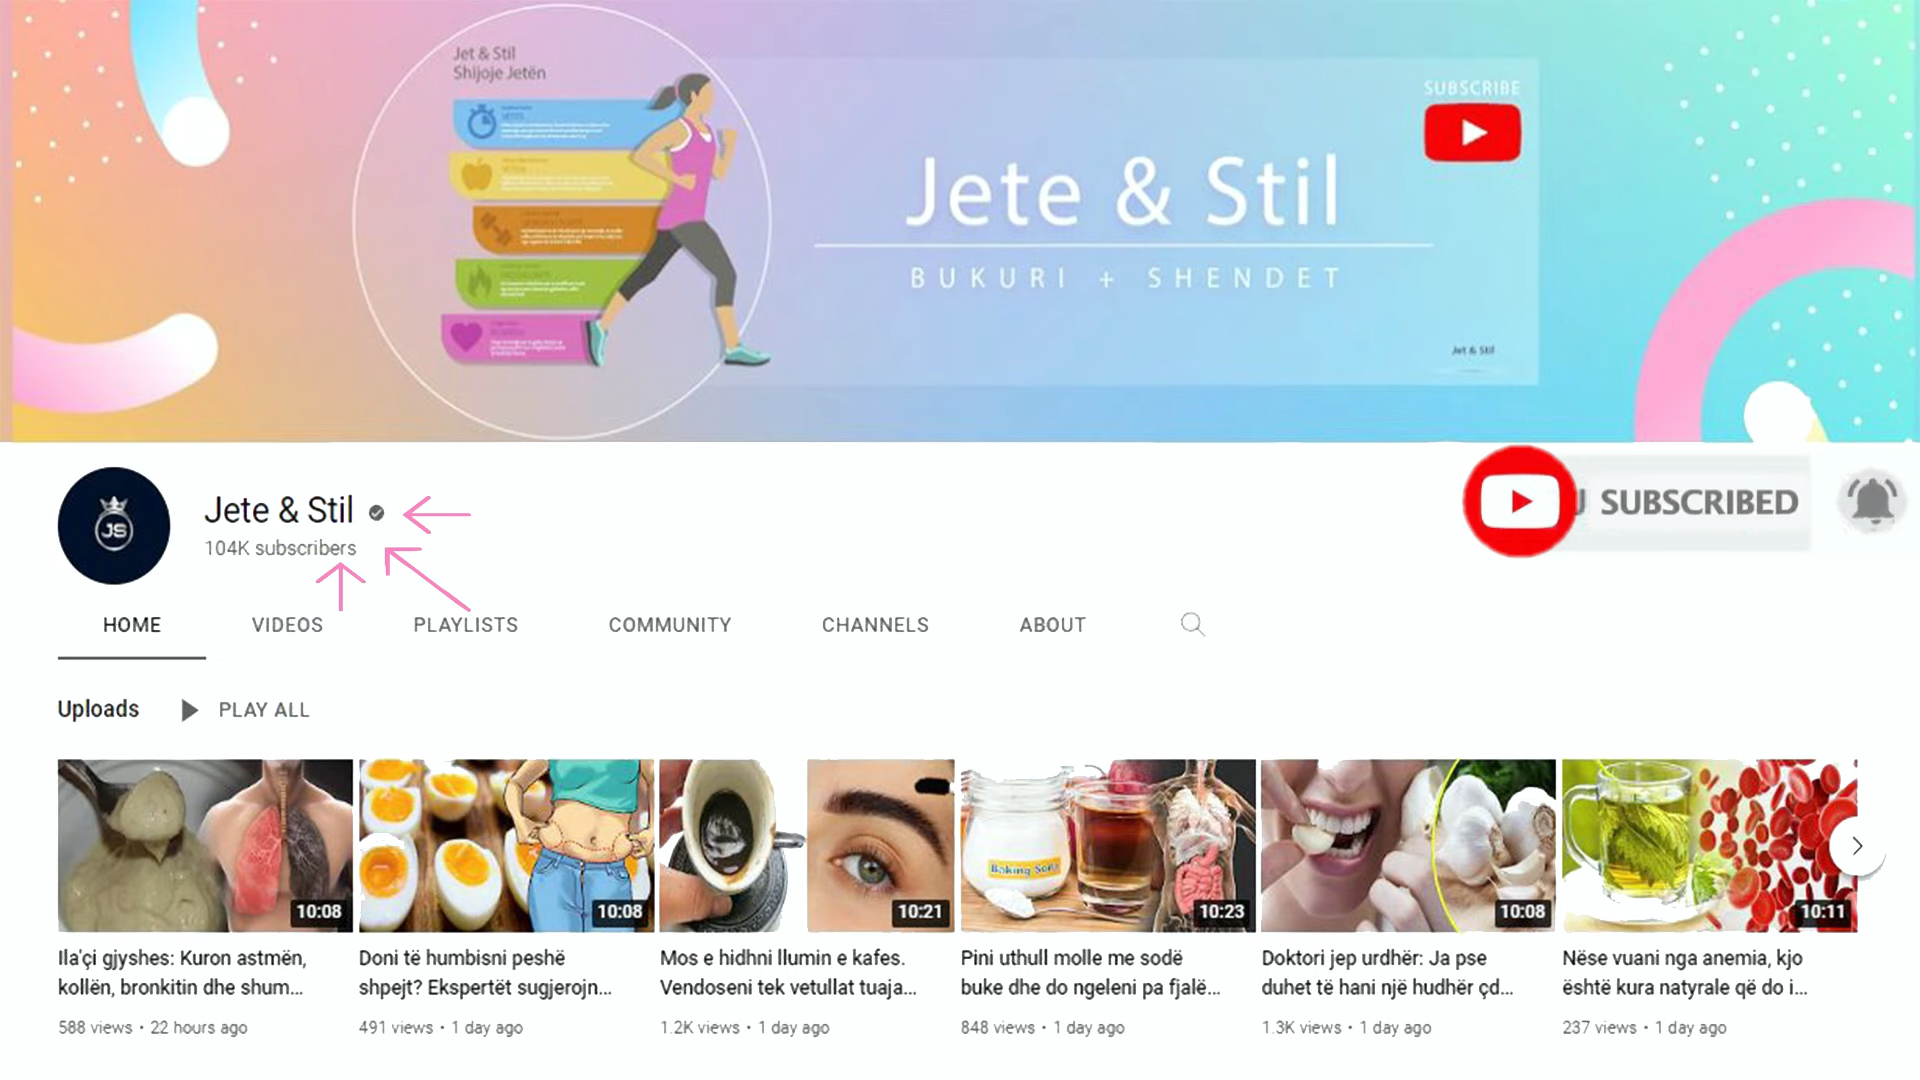 Jet & Stil
Shijoje Jetën
SUBSCRIBE
Jete & Stil
BUKURI + SHENDET
Jet & Stil
JS
Jete & Stil
104K subscribers
SUBSCRIBED
HOME VIDEOS PLAYLISTS COMMUNITY CHANNELS ABOUT
Uploads PLAY ALL
Baking Soda
10:08 10:08 10:21 10:23 10:08 10:11
Ila'çi gjyshes: Kuron astmën,
kollën, bronkitin dhe shum...
588 views • 22 hours ago
Doni të humbisni peshë
shpejt? Ekspertët sugjerojn...
491 views • 1 day ago
Mos e hidhni llumin e kafes.
Vendoseni tek vetullat tuaja...
1.2K views • 1 day ago
Pini uthull molle me sodë
buke dhe do ngeleni pa fjalë...
848 views • 1 day ago
Doktori jep urdhër: Ja pse
duhet të hani një hudhër çd...
1.3K views • 1 day ago
Nëse vuani nga anemia, kjo
është kura natyrale që do i...
237 views • 1 day ago